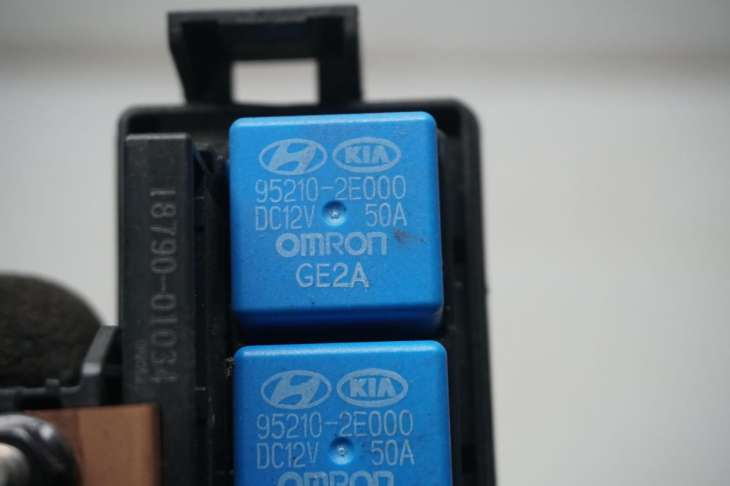 KIA
95210-2E000
DC12V 50A
OMRON
GE2A
18790-01034
KIA
95210-2E000
DC12V 50A
OMRON